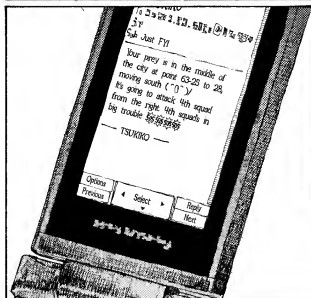 Sub Just FYI
Your prey is in the middle of
the city at point 63-23 to 28,
moving south ( ^()^)/
It's going to attack 4th squad
from the right. 4th squads in
big trouble
— TSUKIKO —
Options
Previous
Select
Reply
Next